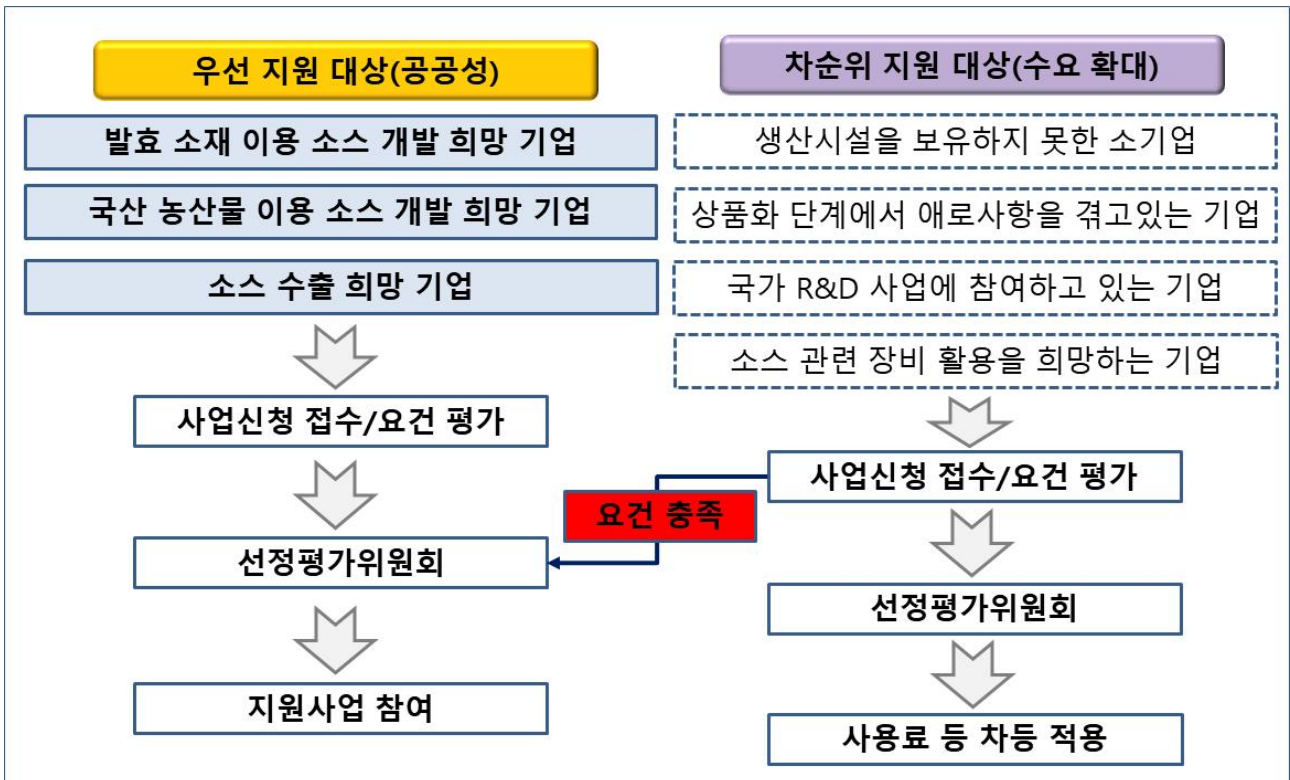 우선 지원 대상(공공성)
발효 소재 이용 소스 개발 희망 기업
국산 농산물 이용 소스 개발 희망 기업
소스 수출 희망 기업
사업신청 접수/요건 평가
선정평가위원회
지원사업 참여
요건 충족
차순위 지원 대상(수요 확대)
생산시설을 보유하지 못한 소기업
상품화 단계에서 애로사항을 겪고있는 기업
국가 R&D 사업에 참여하고 있는 기업
소스 관련 장비 활용을 희망하는 기업
사업신청 접수/요건 평가
선정평가위원회
사용료 등 차등 적용